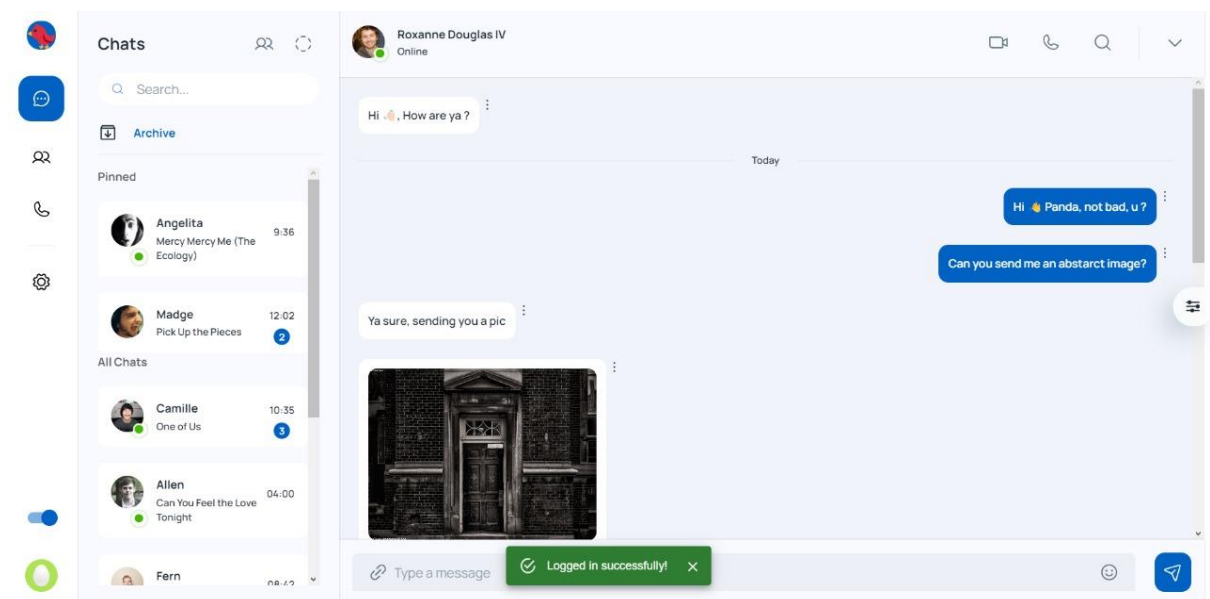 Chats
Search...
Archive
Pinned
Angelita
9:36
Mercy Mercy Me (The
Ecology)
Madge
12:02
Pick Up the Pieces
2
All Chats
Camille
10:35
One of Us
3
Allen
04:00
Can You Feel the Love
Tonight
Fern
08:42
Roxanne Douglas IV
Online
Hi 👋🏻, How are ya ?
Today
Hi 👋 Panda, not bad, u ?
Can you send me an abstarct image?
Ya sure, sending you a pic
Type a message
Logged in successfully!